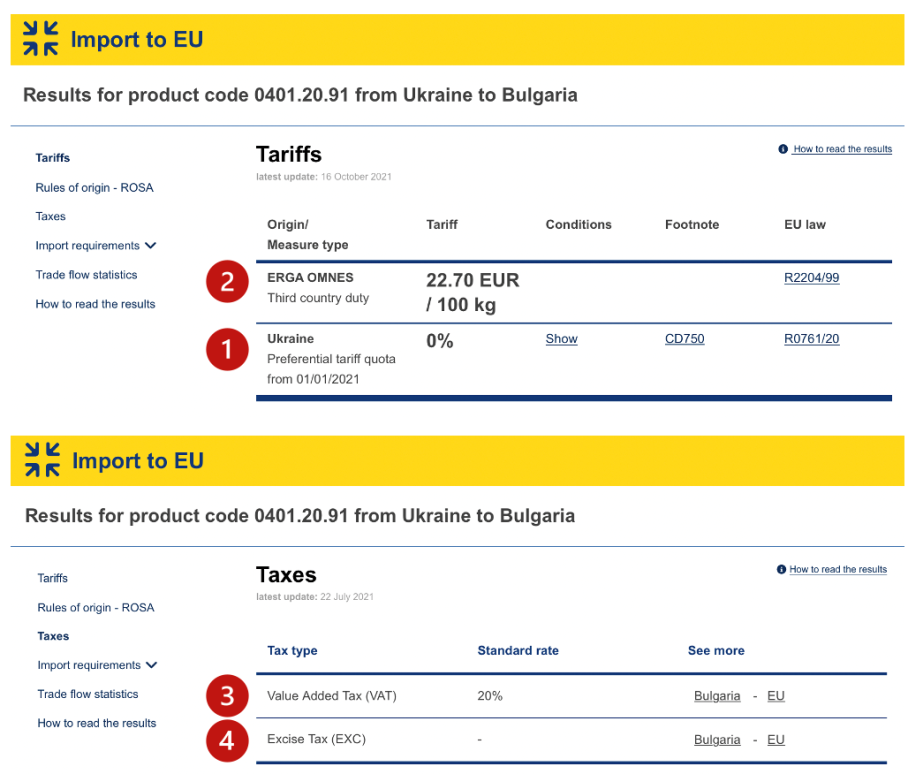 Import to EU
Results for product code 0401.20.91 from Ukraine to Bulgaria
Tariffs
Rules of origin - ROSA
Taxes
Import requirements
Trade flow statistics
How to read the results
Tariffs
How to read the results
latest update: 16 October 2021
Origin/ Tariff Conditions Footnote EU law
Measure type
2 ERGA OMNES 22.70 EUR R2204/99
Third country duty / 100 kg
1 Ukraine 0% Show CD750 R0761/20
Preferential tariff quota
from 01/01/2021
Import to EU
Results for product code 0401.20.91 from Ukraine to Bulgaria
Tariffs
Rules of origin - ROSA
Taxes
Import requirements
Trade flow statistics
How to read the results
Taxes
How to read the results
latest update: 22 July 2021
Tax type Standard rate See more
3 Value Added Tax (VAT) 20% Bulgaria - EU
4 Excise Tax (EXC) - Bulgaria - EU